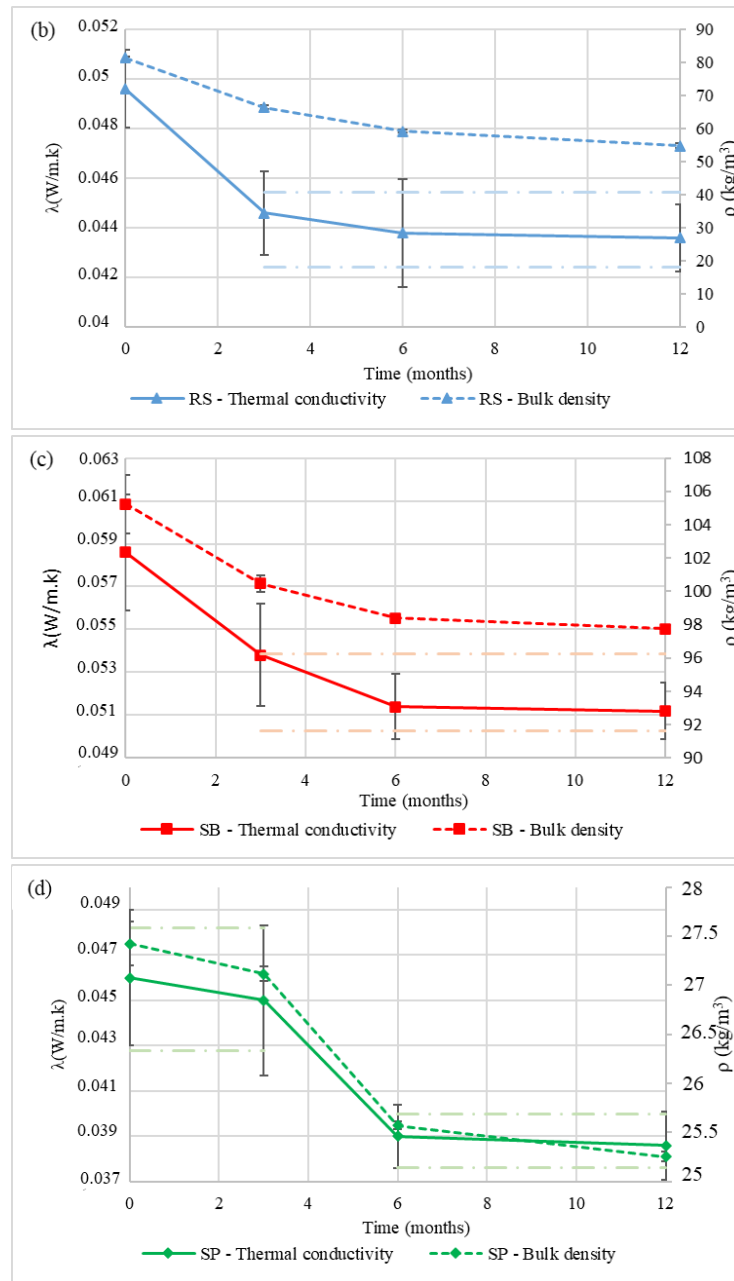 (b)
0.052
0.05
0.048
0.046
0.044
0.042
0.04
λ(W/m.k)
90
80
70
60
50
40
30
20
10
0
ρ (kg/m³)
0 2 4 6 8 10 12
Time (months)
RS - Thermal conductivity RS - Bulk density
(c)
0.063
0.061
0.059
0.057
0.055
0.053
0.051
0.049
λ(W/m.k)
108
106
104
102
100
98
96
94
92
90
ρ (kg/m³)
0 2 4 6 8 10 12
Time (months)
SB - Thermal conductivity SB - Bulk density
(d)
0.049
0.047
0.045
0.043
0.041
0.039
0.037
λ(W/m.k)
28
27.5
27
26.5
26
25.5
25
ρ (kg/m³)
0 2 4 6 8 10 12
Time (months)
SP - Thermal conductivity SP - Bulk density